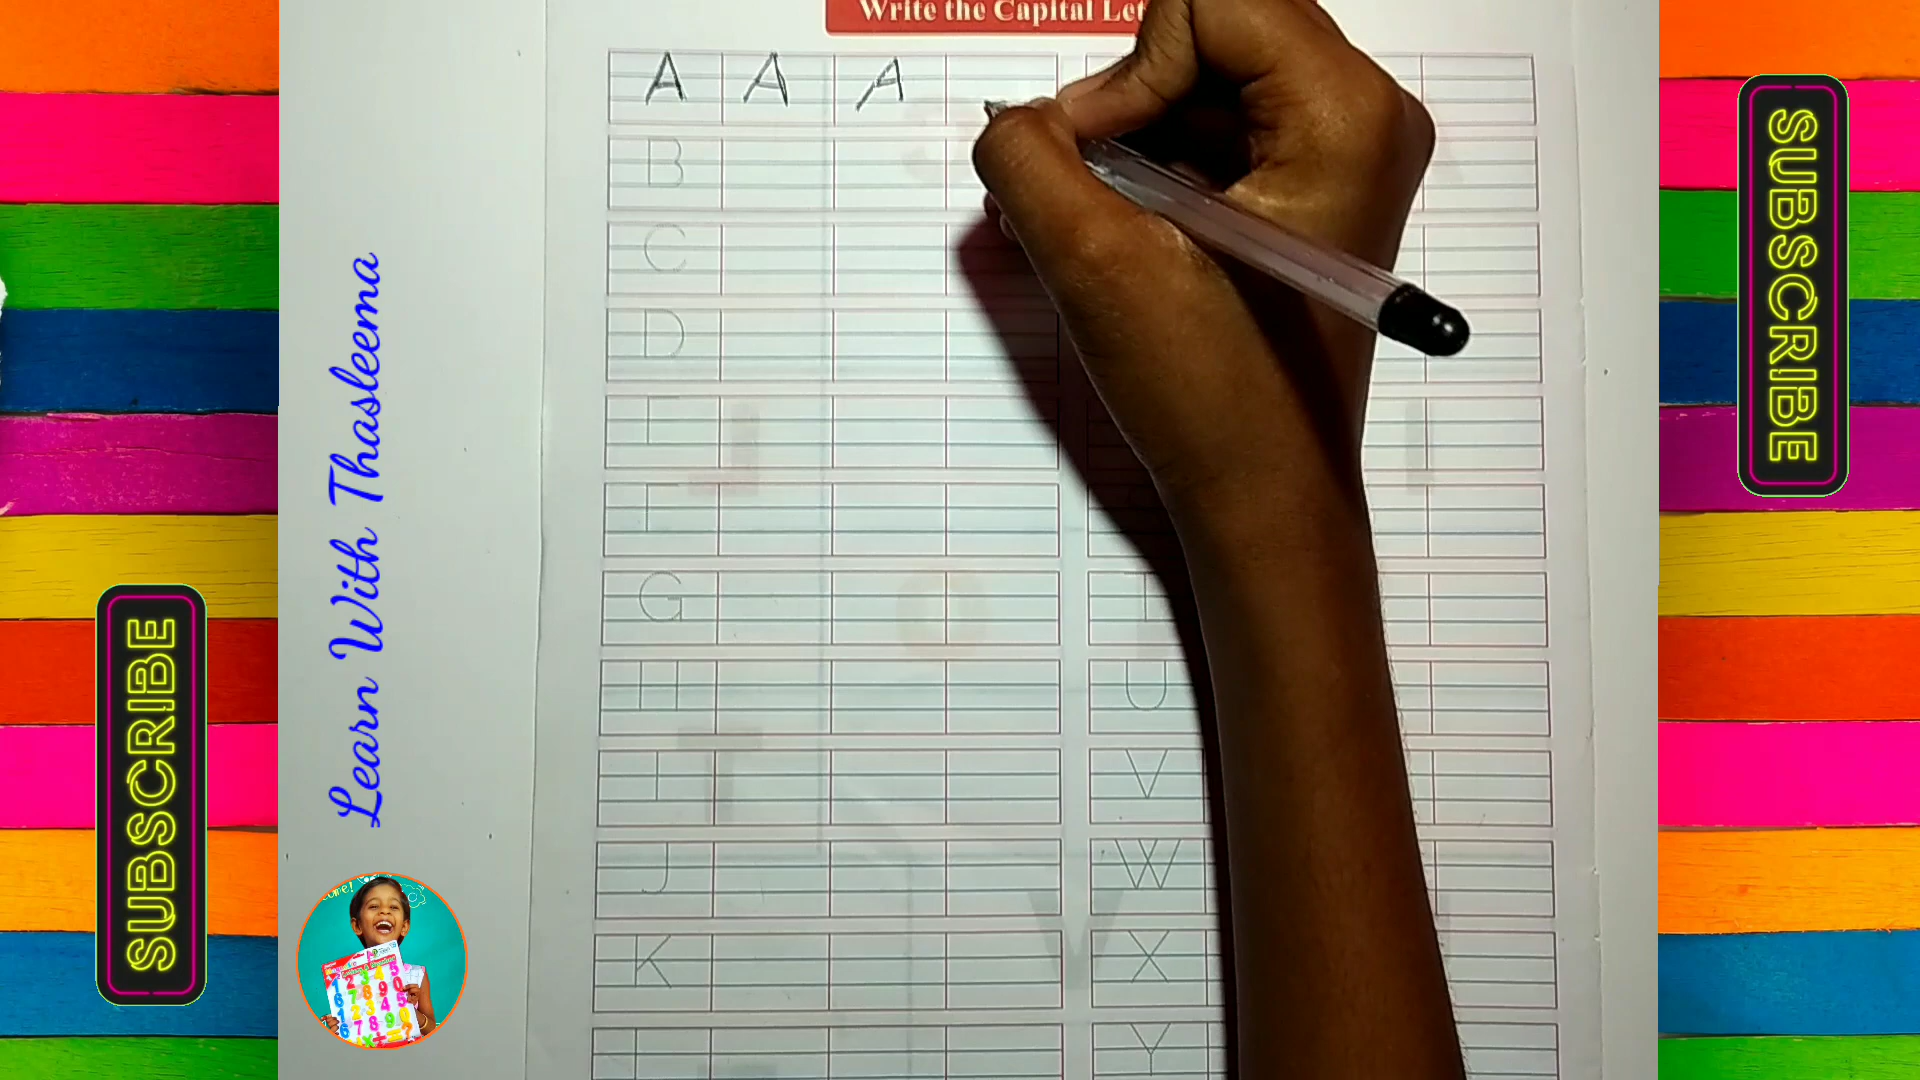 Write the Capital Let
A A A
B
C
D
E
F
G
H
I
J
K
T
U
V
W
X
Y
Learn With Thasleema
SUBSCRIBE
SUBSCRIBE